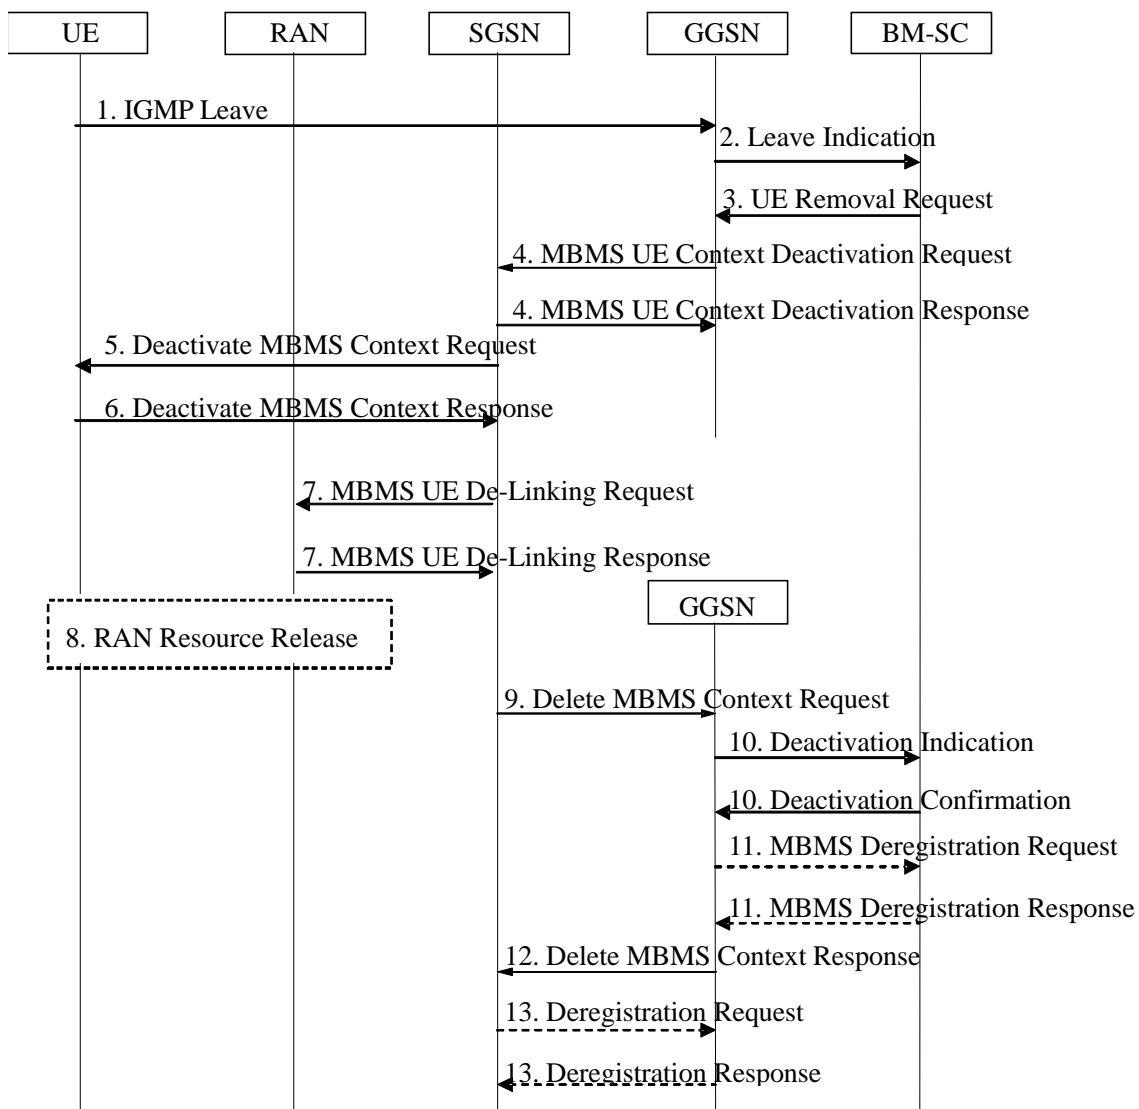 UE
RAN
SGSN
GGSN
BM-SC
1. IGMP Leave
2. Leave Indication
3. UE Removal Request
4. MBMS UE Context Deactivation Request
4. MBMS UE Context Deactivation Response
5. Deactivate MBMS Context Request
6. Deactivate MBMS Context Response
7. MBMS UE De-Linking Request
7. MBMS UE De-Linking Response
GGSN
8. RAN Resource Release
9. Delete MBMS Context Request
10. Deactivation Indication
10. Deactivation Confirmation
11. MBMS Deregistration Request
11. MBMS Deregistration Response
12. Delete MBMS Context Response
13. Deregistration Request
13. Deregistration Response